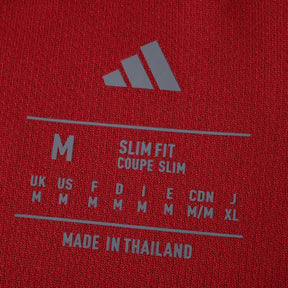 M
SLIM FIT
COUPE SLIM
UK US F D I E CDN J
M M M M M M M/M XL
MADE IN THAILAND